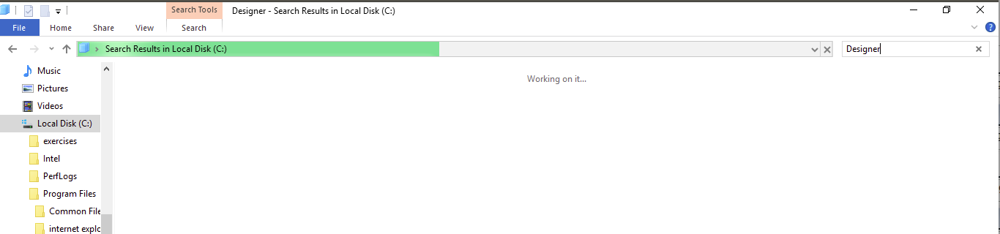 Search Tools
Designer - Search Results in Local Disk (C:)
File
Home
Share
View
Search
Search Results in Local Disk (C:)
Designer
Music
Pictures
Videos
Local Disk (C:)
exercises
Intel
PerfLogs
Program Files
Common File
internet explo
Working on it...